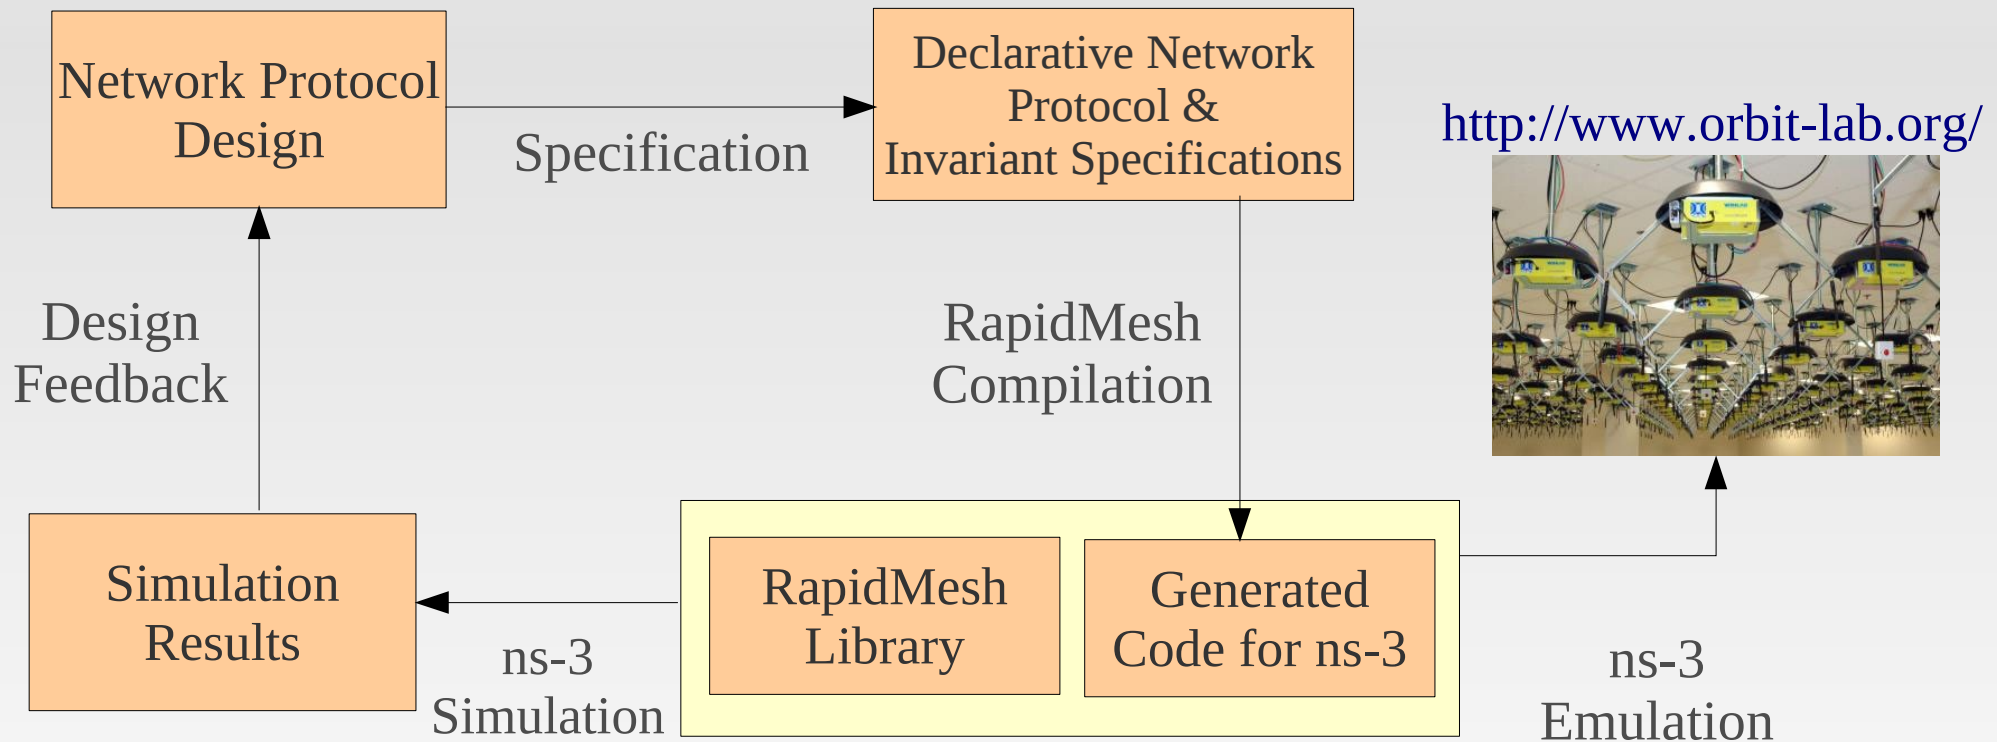 Network Protocol
Design
Specification
Declarative Network
Protocol &
Invariant Specifications
http://www.orbit-lab.org/
Design
Feedback
RapidMesh
Compilation
Simulation
Results
ns-3
Simulation
RapidMesh
Library
Generated
Code for ns-3
ns-3
Emulation